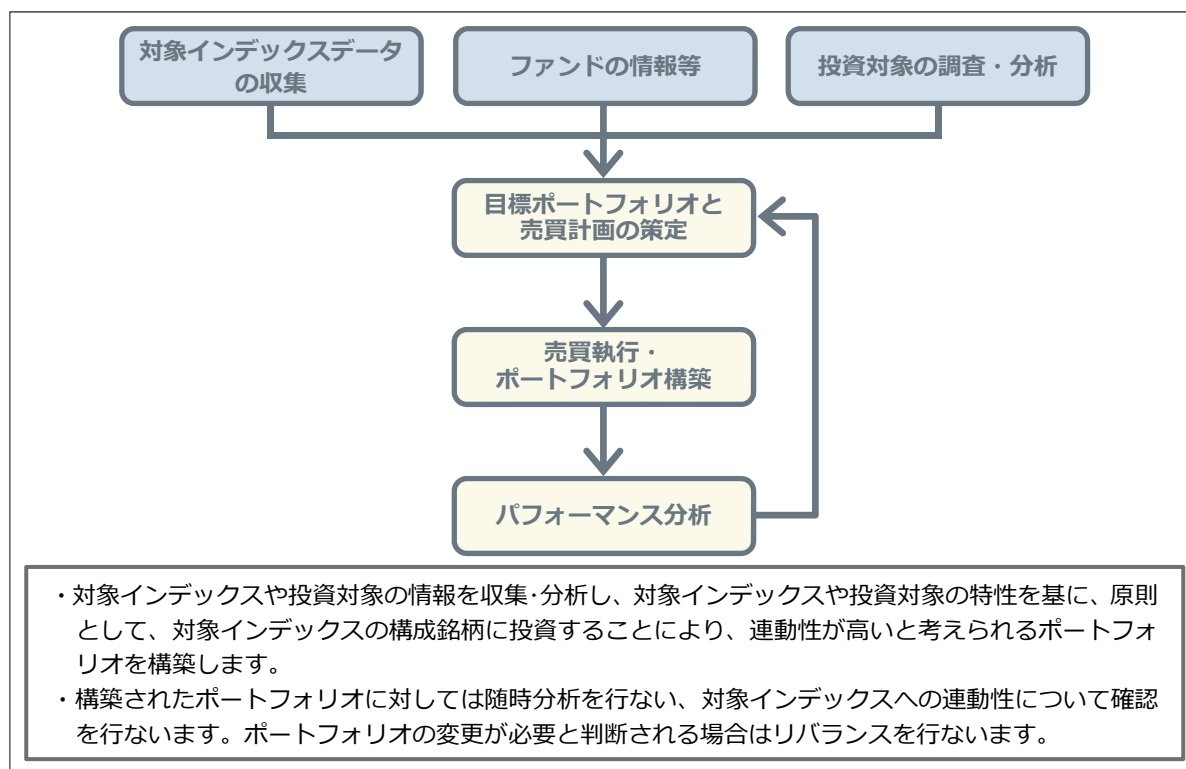 対象インデックスデータ
の収集
ファンドの情報等
投資対象の調査・分析
目標ポートフォリオと
売買計画の策定
売買執行・
ポートフォリオ構築
パフォーマンス分析
・対象インデックスや投資対象の情報を収集･分析し、対象インデックスや投資対象の特性を基に、原則
として、対象インデックスの構成銘柄に投資することにより、連動性が高いと考えられるポートフォ
リオを構築します。
・構築されたポートフォリオに対しては随時分析を行ない、対象インデックスへの連動性について確認
を行ないます。ポートフォリオの変更が必要と判断される場合はリバランスを行ないます。